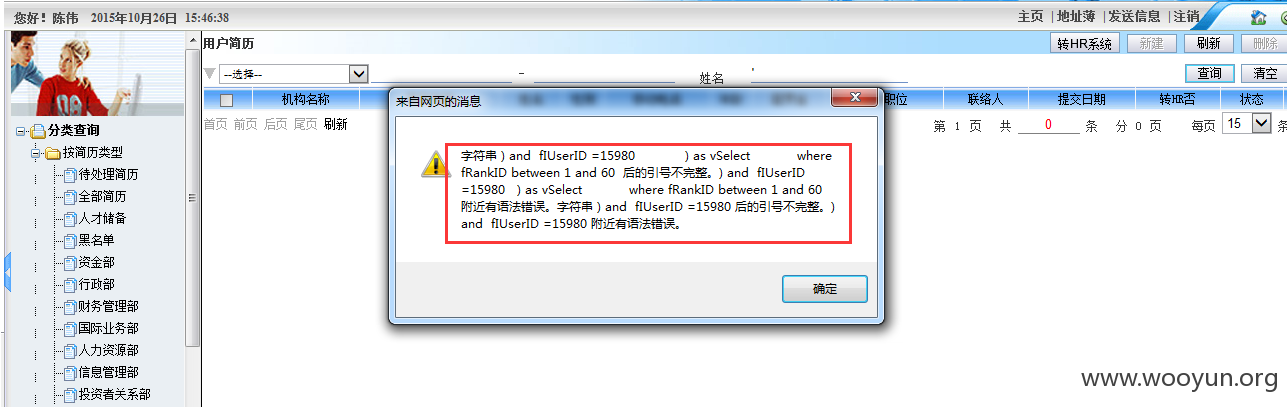 您好！陈伟 2015年10月26日 15:46:38
主页 |地址薄 |发送信息 |注销
用户简历
转HR系统 新建 刷新 删除
--选择-- - 姓名 ' 查询 清空
机构名称 职位 联络人 提交日期 转HR否 状态
首页 前页 后页 尾页 刷新 第 1 页 共 0 条 分 0 页 每页 15 条
来自网页的消息
字符串 ) and fIUserID =15980 ) as vSelect where
fRankID between 1 and 60 后的引号不完整。) and fIUserID
=15980 ) as vSelect where fRankID between 1 and 60
附近有语法错误。字符串 ) and fIUserID =15980 后的引号不完整。)
and fIUserID =15980 附近有语法错误。
确定
分类查询
按简历类型
待处理简历
全部简历
人才储备
黑名单
资金部
行政部
财务管理部
国际业务部
人力资源部
信息管理部
投资者关系部
www.wooyun.org